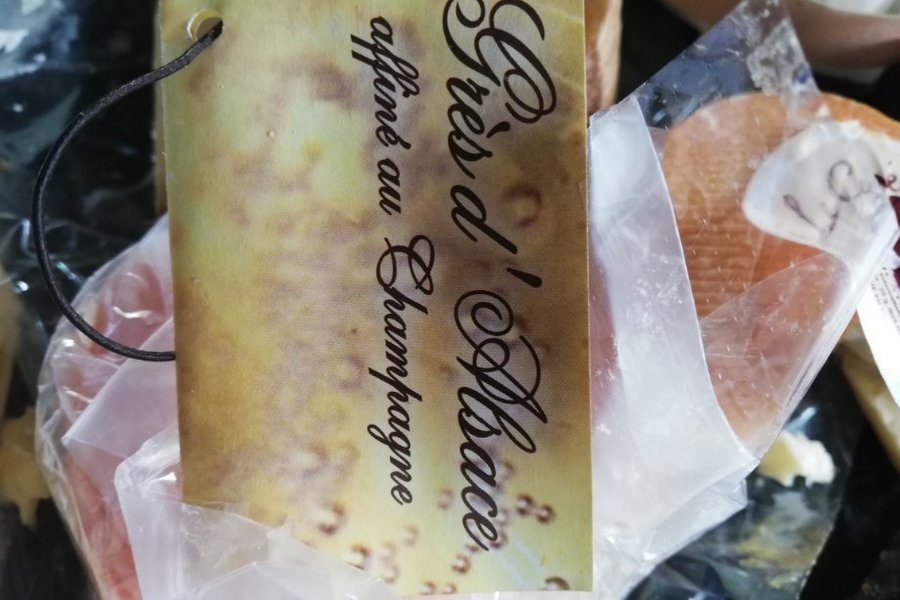 Grès d'Alsace
affiné au Champagne